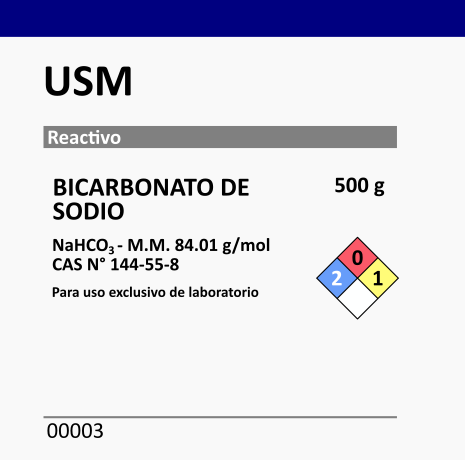 USM
Reactivo
BICARBONATO DE
SODIO
500 g
NaHCO₃ - M.M. 84.01 g/mol
CAS N° 144-55-8
Para uso exclusivo de laboratorio
0
2
1
00003